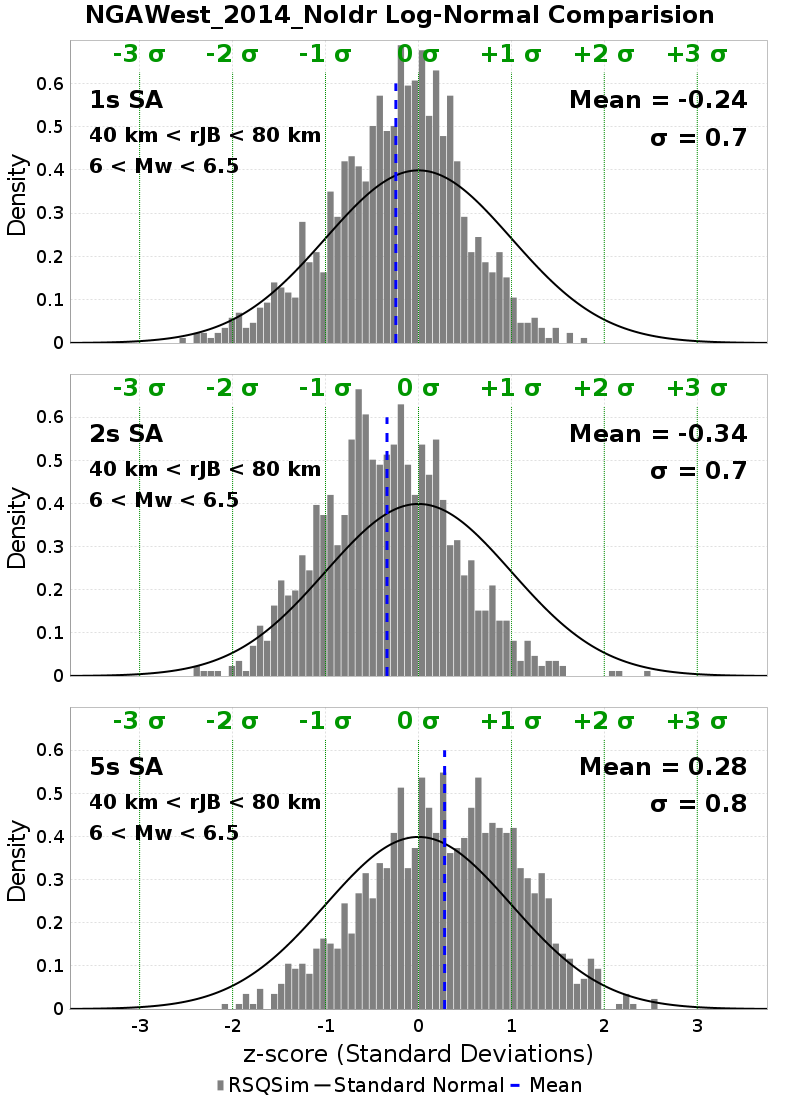 NGAWest_2014_NoIdr Log-Normal Comparision
-3 σ -2 σ -1 σ 0 σ +1 σ +2 σ +3 σ
1s SA Mean = -0.24
40 km < rJB < 80 km σ = 0.7
6 < Mw < 6.5
0.6
0.5
0.4
0.3
0.2
0.1
0
Density
-3 σ -2 σ -1 σ 0 σ +1 σ +2 σ +3 σ
2s SA Mean = -0.34
40 km < rJB < 80 km σ = 0.7
6 < Mw < 6.5
0.6
0.5
0.4
0.3
0.2
0.1
0
Density
-3 σ -2 σ -1 σ 0 σ +1 σ +2 σ +3 σ
5s SA Mean = 0.28
40 km < rJB < 80 km σ = 0.8
6 < Mw < 6.5
0.6
0.5
0.4
0.3
0.2
0.1
0
Density
-3 -2 -1 0 1 2 3
z-score (Standard Deviations)
RSQSim Standard Normal Mean